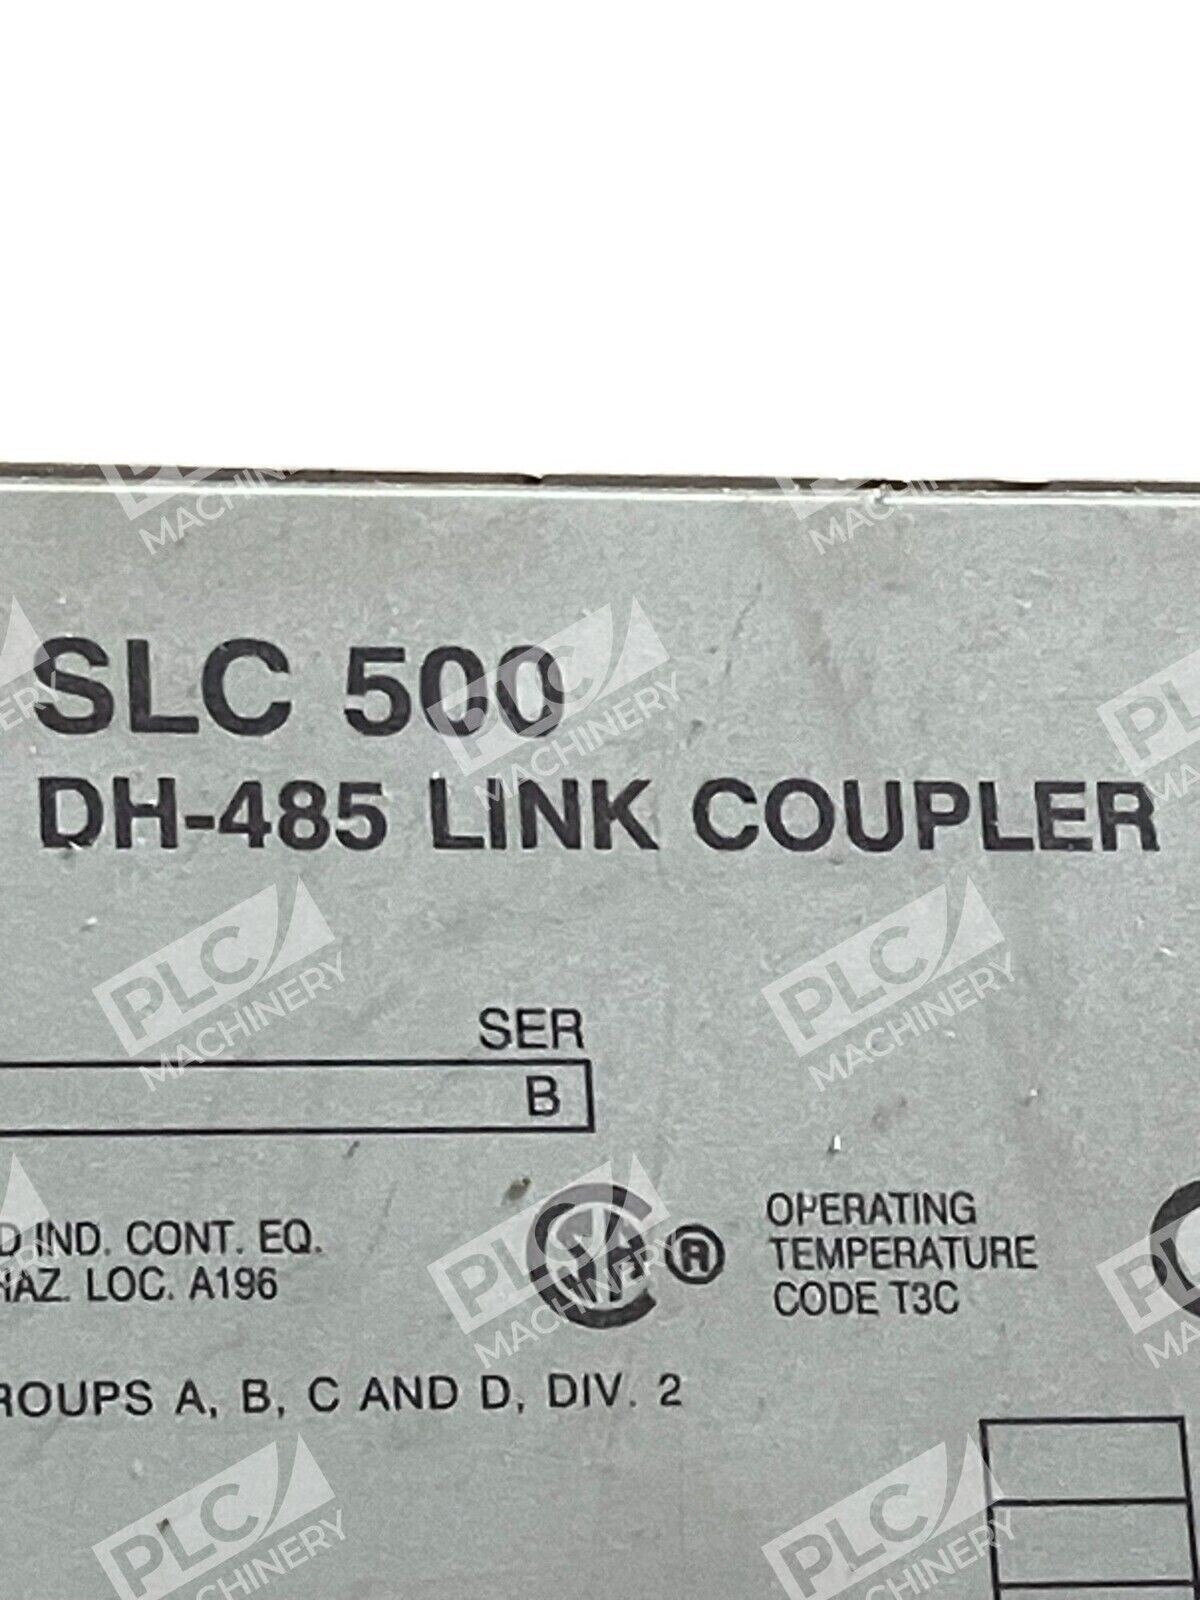 SLC 500
DH-485 LINK COUPLER
SER
B
D IND. CONT. EQ.
HAZ. LOC. A196
SA ®
OPERATING
TEMPERATURE
CODE T3C
ROUPS A, B, C AND D, DIV. 2
PLC
MACHINERY